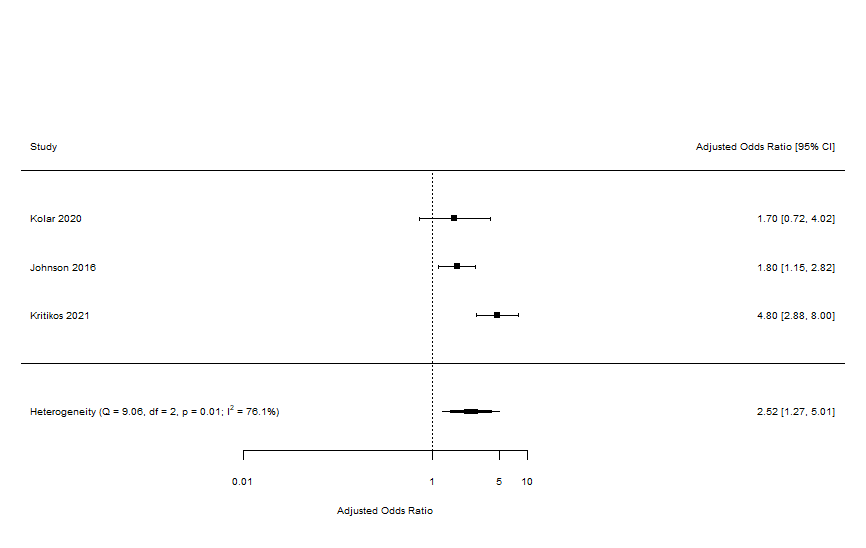 Study Adjusted Odds Ratio [95% CI]
Kolar 2020 1.70 [0.72, 4.02]
Johnson 2016 1.80 [1.15, 2.82]
Kritikos 2021 4.80 [2.88, 8.00]
Heterogeneity (Q = 9.06, df = 2, p = 0.01; I² = 76.1%) 2.52 [1.27, 5.01]
0.01 1 5 10
Adjusted Odds Ratio